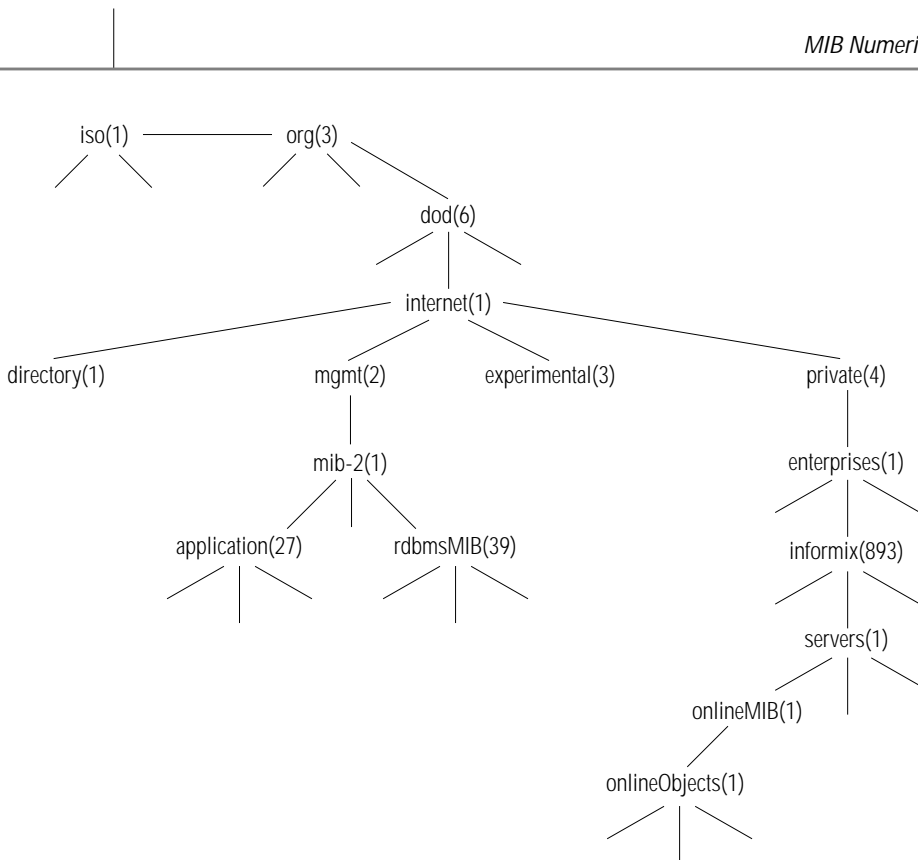 MIB Numeri
iso(1) org(3)
dod(6)
internet(1)
directory(1) mgmt(2) experimental(3) private(4)
mib-2(1) enterprises(1)
application(27) rdbmsMIB(39) informix(893)
servers(1)
onlineMIB(1)
onlineObjects(1)